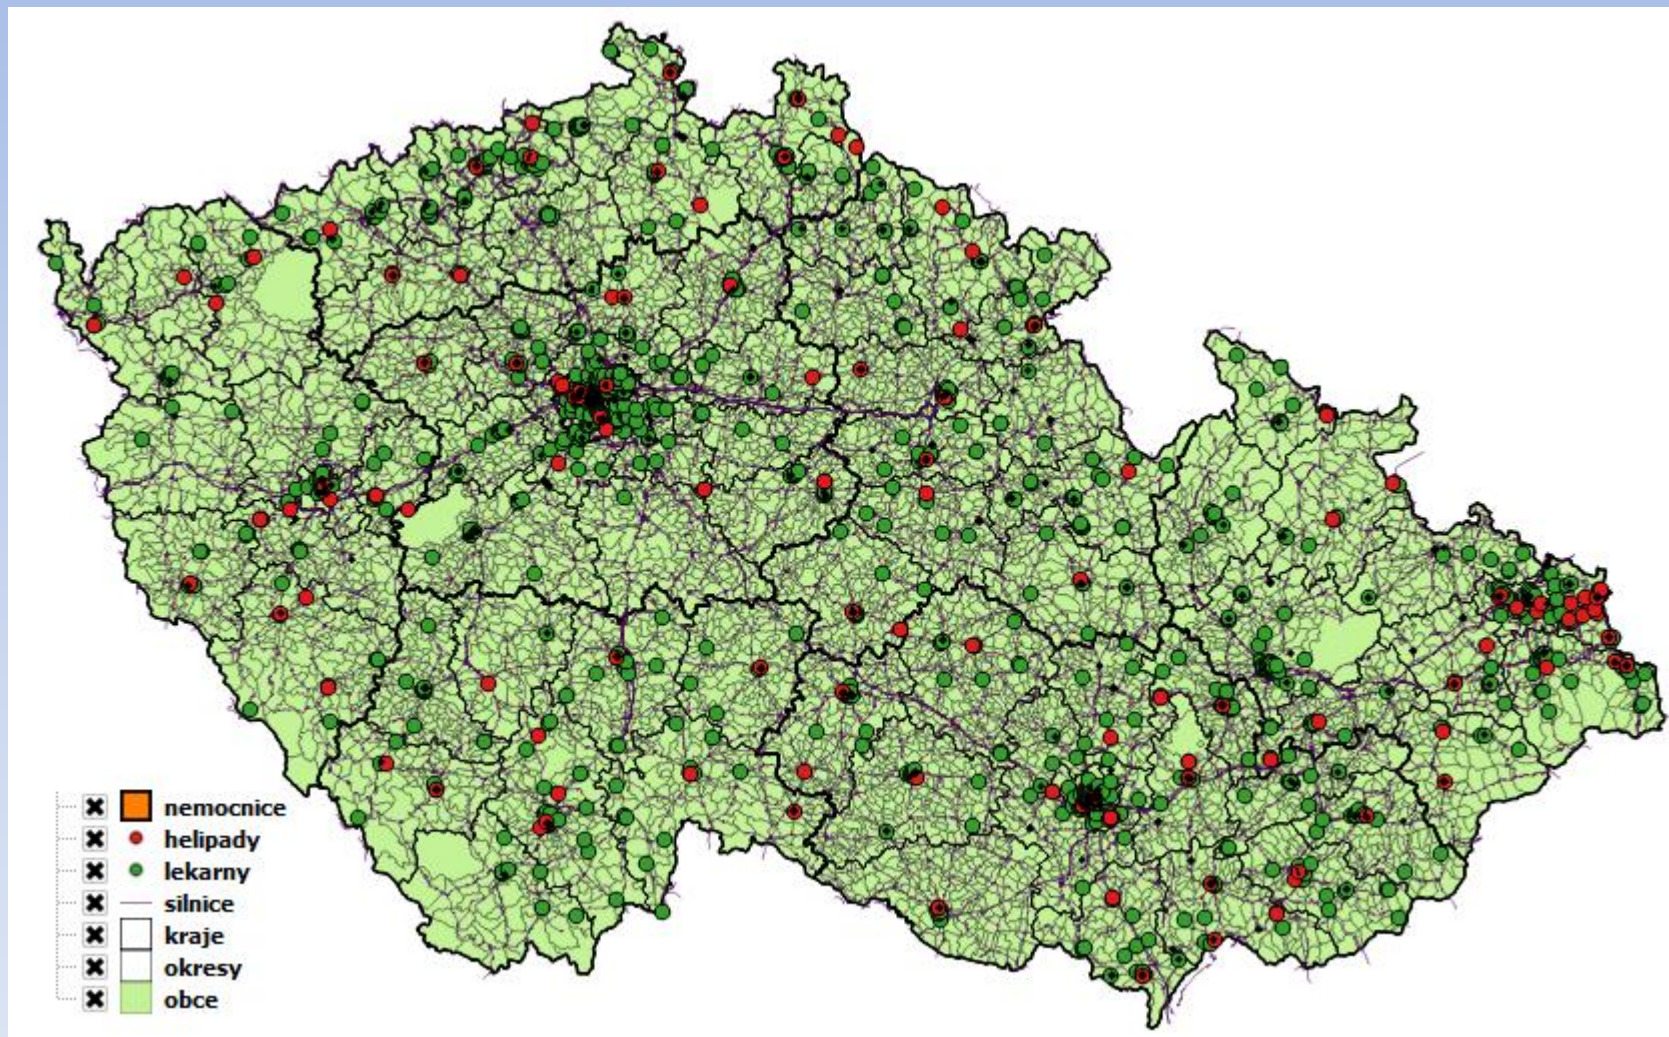 nemocnice
helipady
lekarny
silnice
kraje
okresy
obce